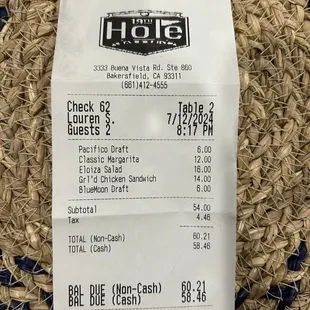 19TH
Hole
3333 Buena Vista Rd. Ste 860
Bakersfield, CA 93311
(661)412-4555
Check 62 Table 2
Louren S. 7/12/2024
Guests 2 8:17 PM
Pacifico Draft 6.00
Classic Margarita 12.00
Eloiza Salad 16.00
Grl'd Chicken Sandwich 14.00
BlueMoon Draft 6.00
Subtotal 54.00
Tax 4.46
TOTAL (Non-Cash) 60.21
TOTAL (Cash) 58.46
BAL DUE (Non-Cash) 60.21
BAL DUE (Cash) 58.46